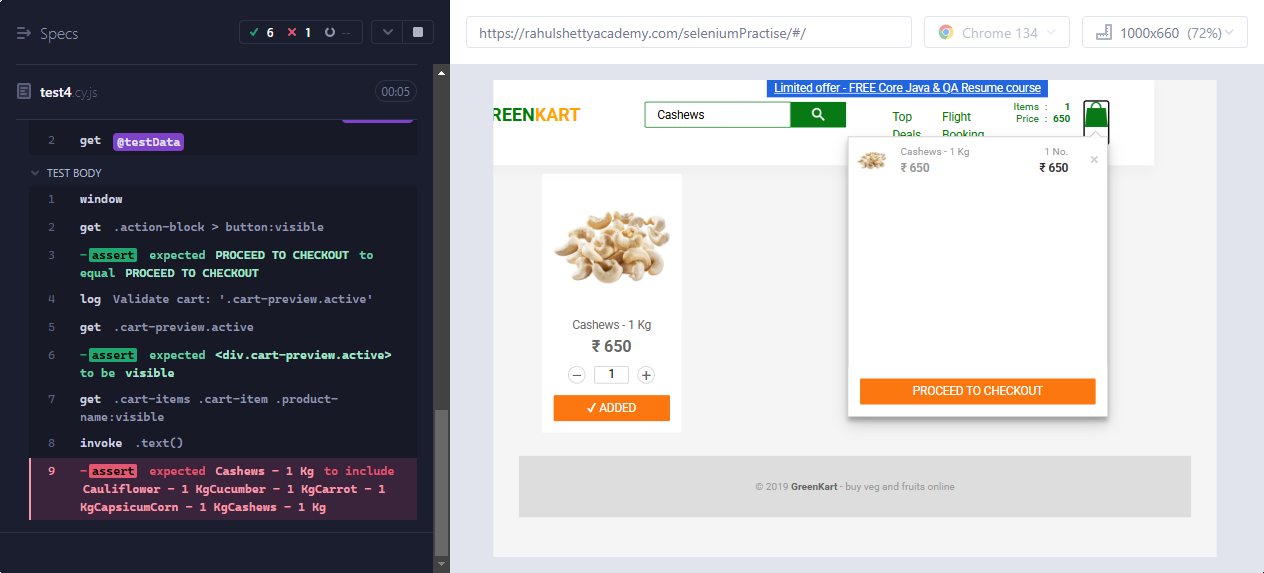 Specs
6 1 --
test4.cy.js
00:05
2 get @testData
TEST BODY
1 window
2 get .action-block > button:visible
3 -assert expected PROCEED TO CHECKOUT to
equal PROCEED TO CHECKOUT
4 log Validate cart: '.cart-preview.active'
5 get .cart-preview.active
6 -assert expected <div.cart-preview.active>
to be visible
7 get .cart-items .cart-item .product-
name:visible
8 invoke .text()
9 -assert expected Cashews - 1 Kg to include
Cauliflower - 1 KgCucumber - 1 KgCarrot - 1
KgCapsicumCorn - 1 KgCashews - 1 Kg
https://rahulshettyacademy.com/seleniumPractise/#/
Chrome 134
1000x660 (72%)
Limited offer - FREE Core Java & QA Resume course
REENKART
Cashews
Top
Deals
Flight
Booking
Items : 1
Price : 650
Cashews - 1 Kg 1 No.
₹ 650 ₹ 650
×
PROCEED TO CHECKOUT
Cashews - 1 Kg
₹ 650
− 1 +
✓ ADDED
© 2019 GreenKart - buy veg and fruits online